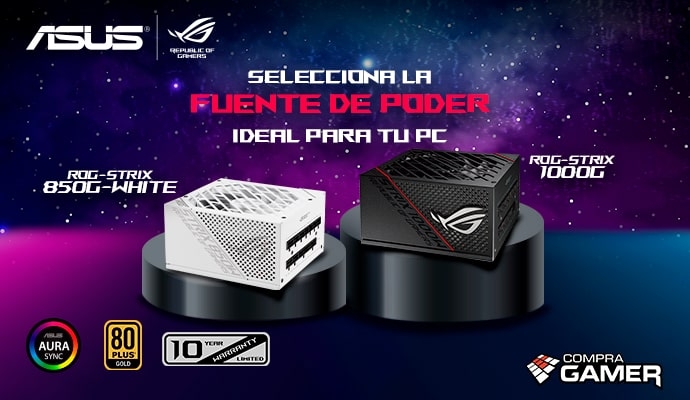 ASUS
REPUBLIC OF
GAMERS
SELECCIONA LA
FUENTE DE PODER
IDEAL PARA TU PC
ROG-STRIX
850G-WHITE
ROG-STRIX
1000G
ASUS
AURA
SYNC
80
PLUS
GOLD
10 YEAR
WARRANTY
LIMITED
COMPRA
GAMER